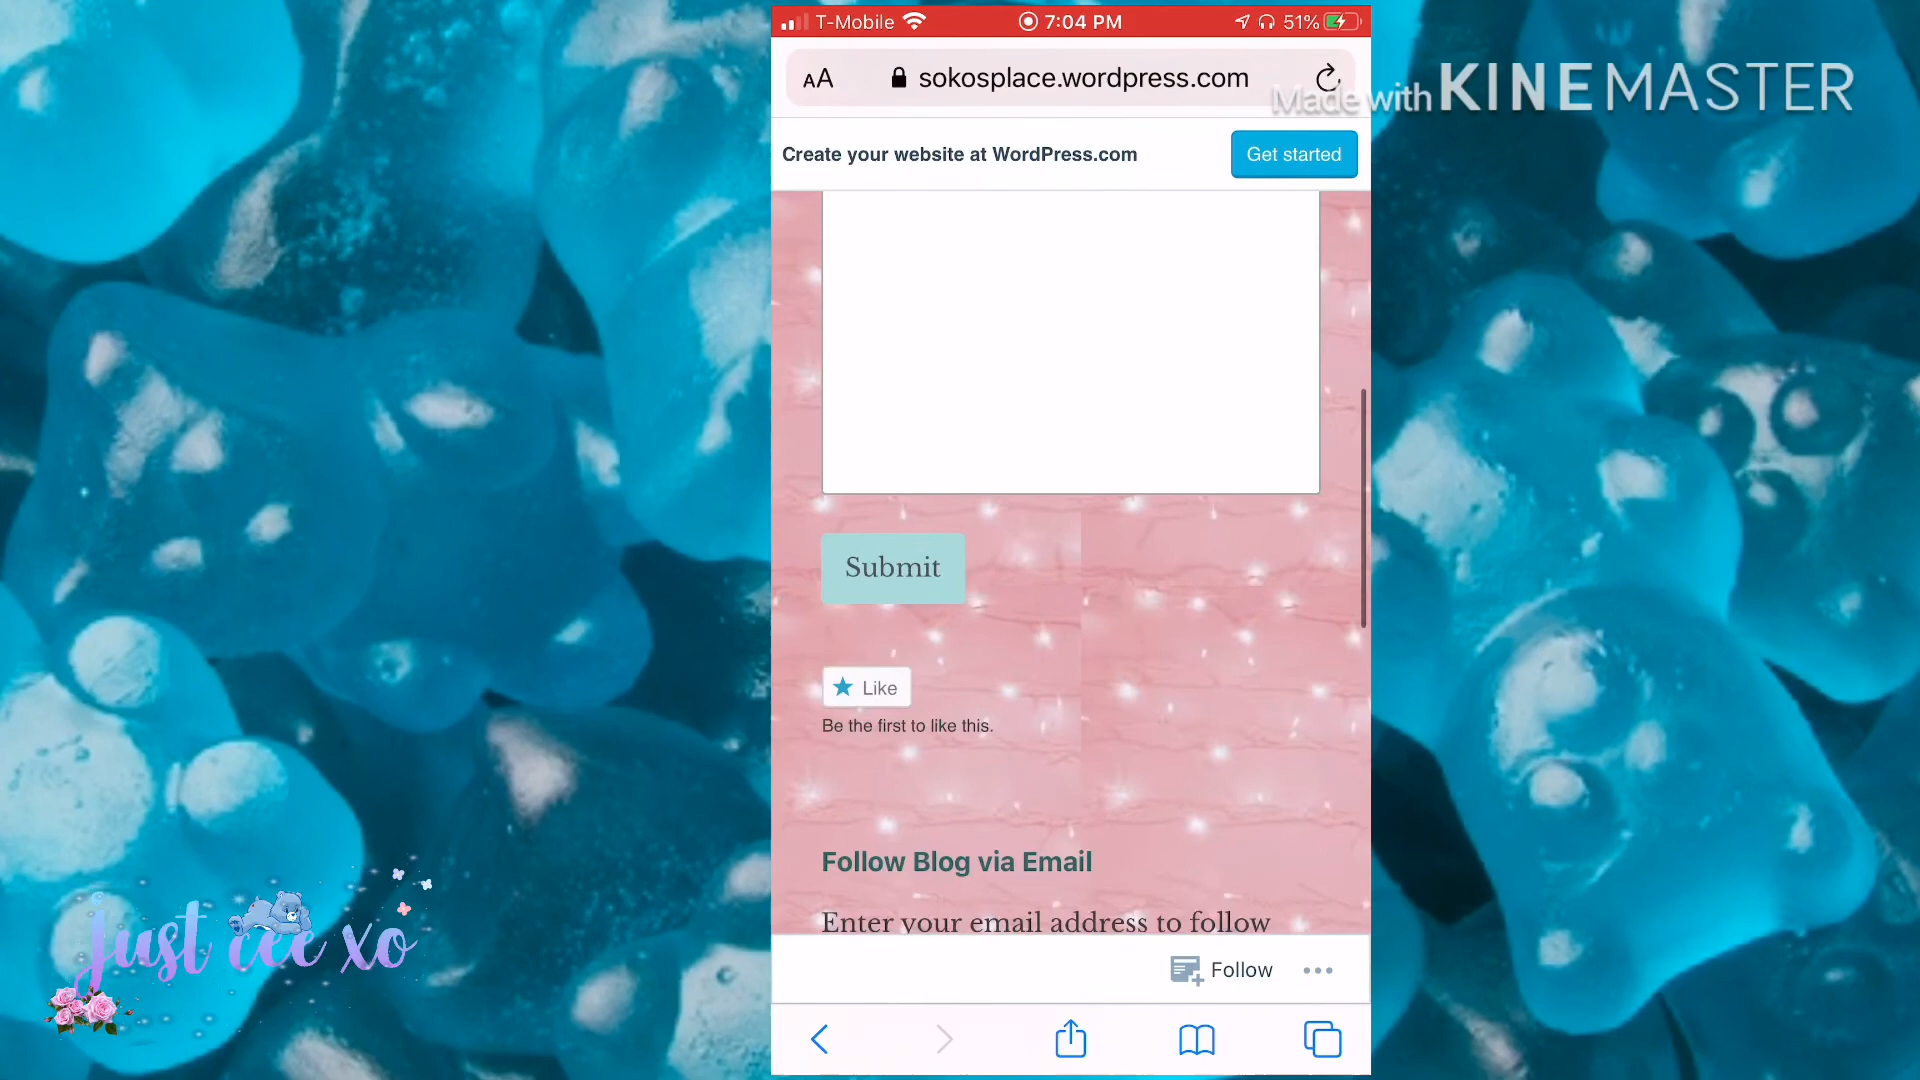 T-Mobile 7:04 PM 51%
AA sokosplace.wordpress.com
Made with KINEMASTER
Create your website at WordPress.com Get started
Submit
Like
Be the first to like this.
Follow Blog via Email
Enter your email address to follow
Follow
just cee xo